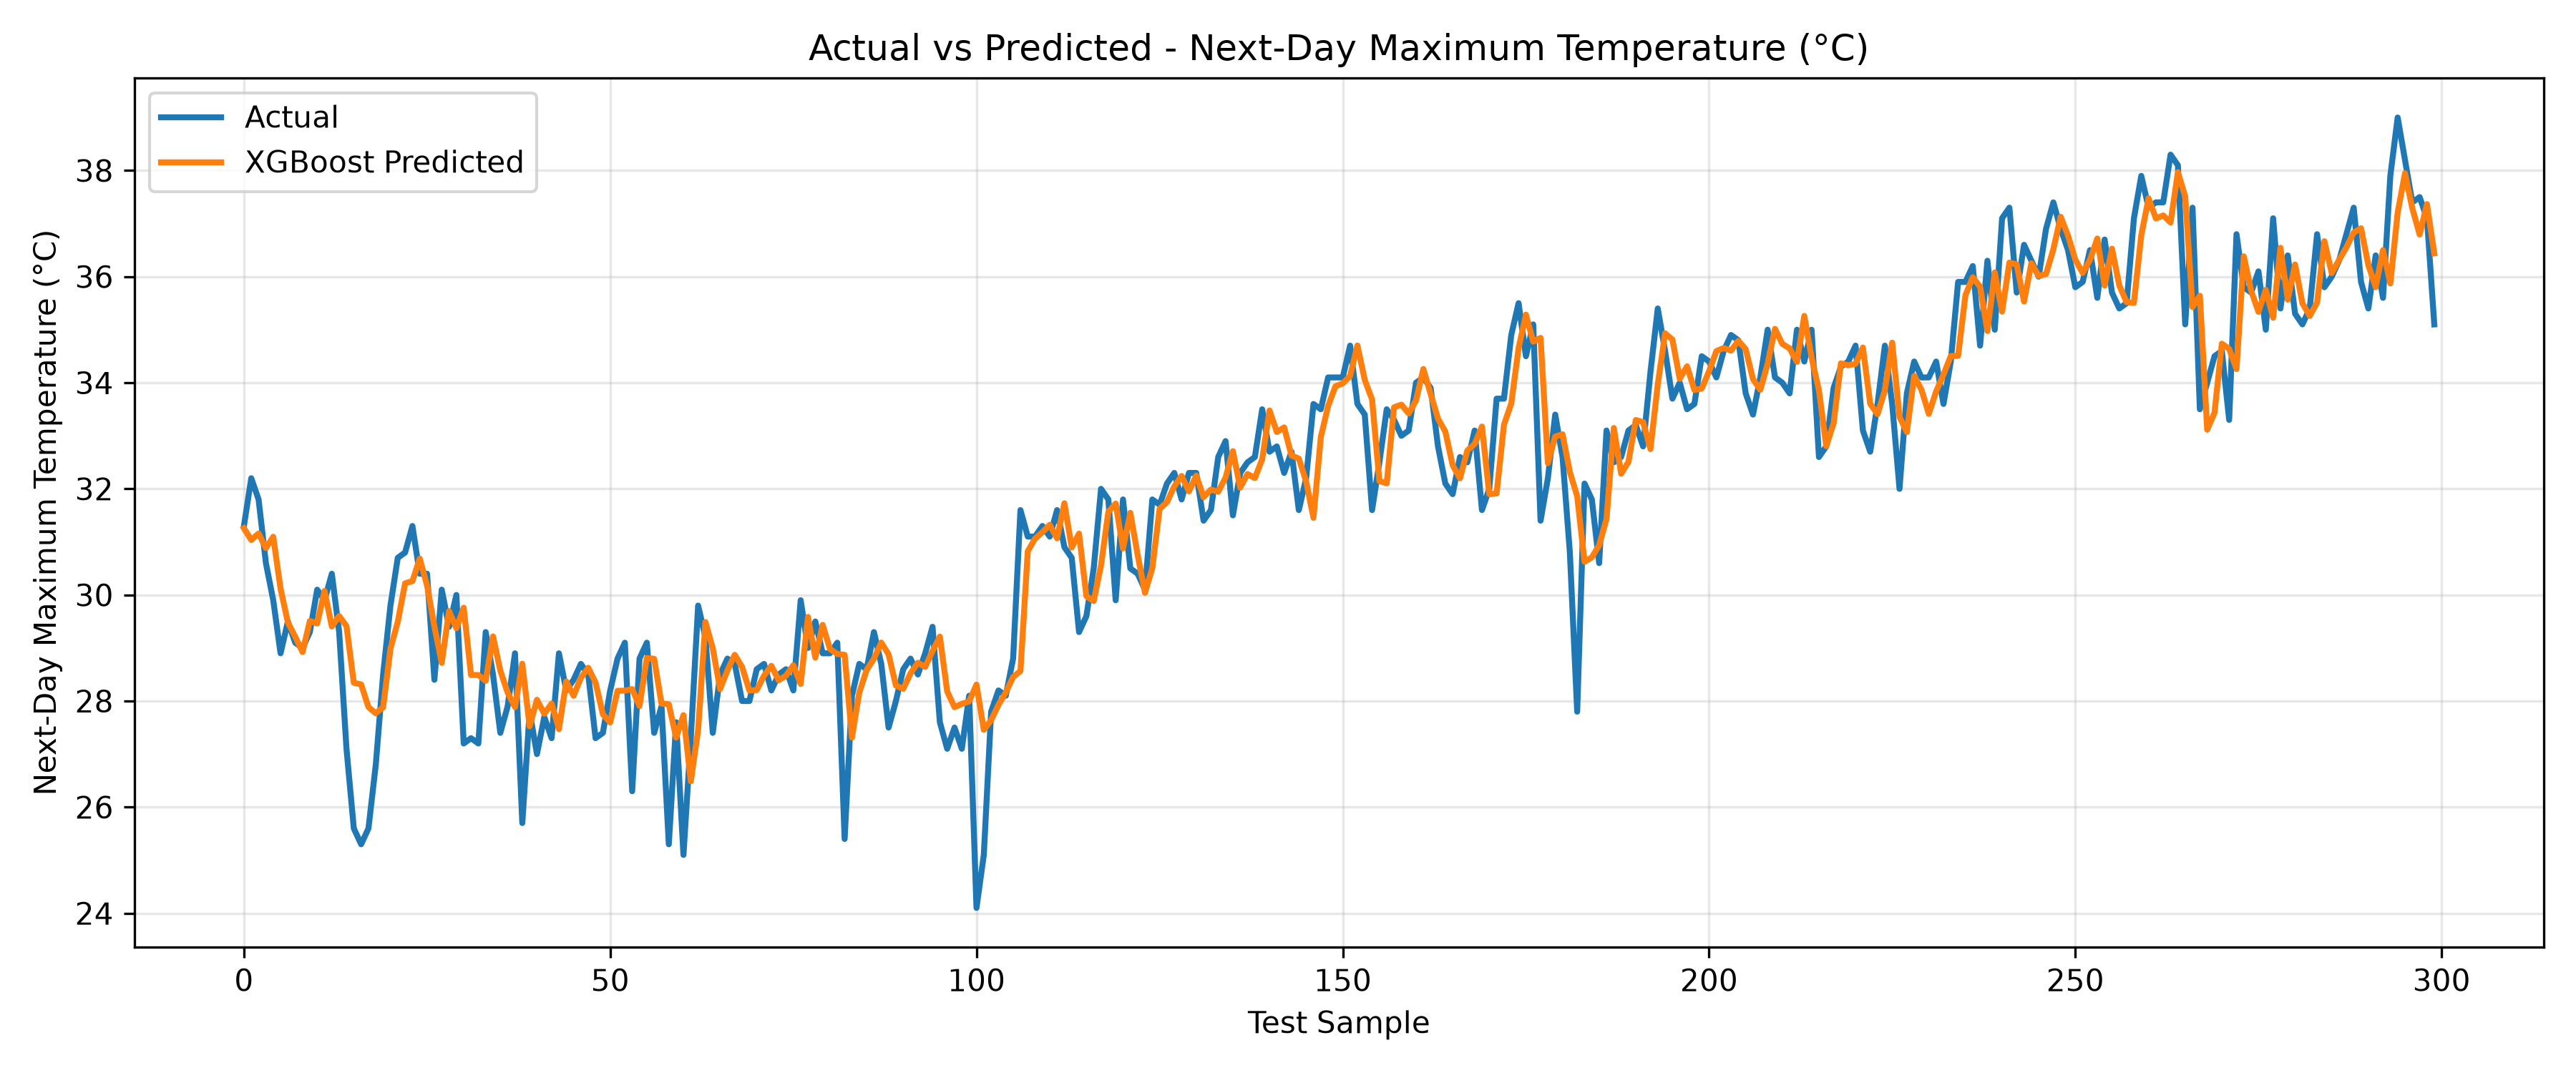 Actual vs Predicted - Next-Day Maximum Temperature (°C)
Actual
XGBoost Predicted
Next-Day Maximum Temperature (°C)
38
36
34
32
30
28
26
24
0 50 100 150 200 250 300
Test Sample